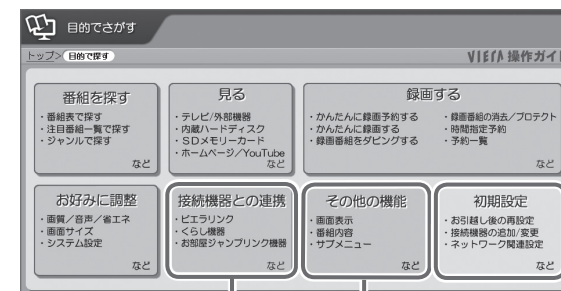 目的でさがす
トップ>目的で探す
VIErA 操作ガイド
番組を探す
・番組表で探す
・注目番組一覧で探す
・ジャンルで探す
など
見る
・テレビ/外部機器
・内蔵ハードディスク
・SDメモリーカード
・ホームページ/YouTube
など
録画する
・かんたんに録画予約する
・かんたんに録画する
・録画番組をダビングする
・録画番組の消去/プロテクト
・時間指定予約
・予約一覧
など
お好みに調整
・画質/音声/省エネ
・画面サイズ
・システム設定
など
接続機器との連携
・ビエラリンク
・くらし機器
・お部屋ジャンプリンク機器
など
その他の機能
・画面表示
・番組内容
・サブメニュー
など
初期設定
・お引越し後の再設定
・接続機器の追加/変更
・ネットワーク関連設定
など